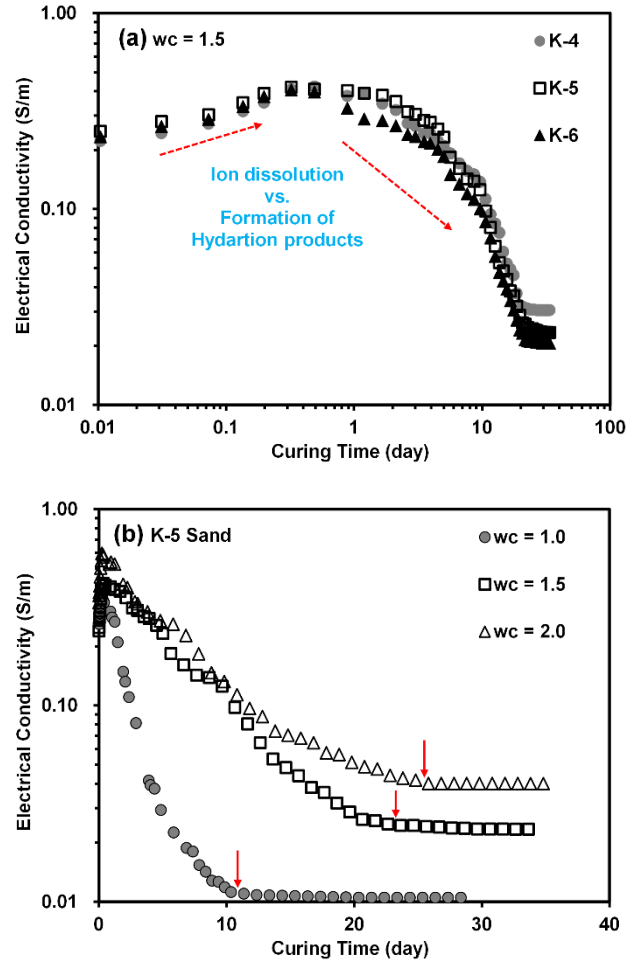 (a) wc = 1.5
K-4
K-5
K-6
1.00
0.10
0.01
Electrical Conductivity (S/m)
Ion dissolution
vs.
Formation of
Hydartion products
0.01
0.1
1
10
100
Curing Time (day)
(b) K-5 Sand
wc = 1.0
wc = 1.5
wc = 2.0
1.00
0.10
0.01
Electrical Conductivity (S/m)
0
10
20
30
40
Curing Time (day)